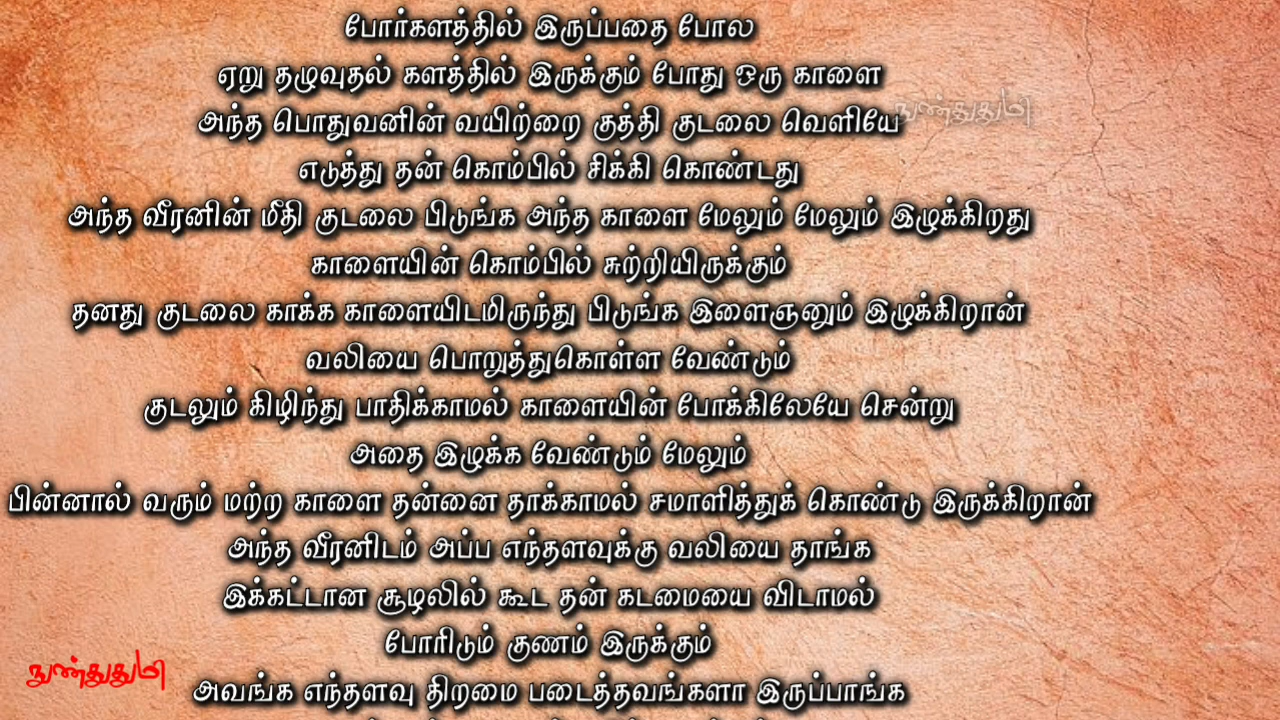 போர்களத்தில் இருப்பதை போல
ஏறு தழுவுதல் களத்தில் இருக்கும் போது ஒரு காளை
நுண்துதுமி
அந்த பொதுவனின் வயிற்றை குத்தி குடலை வெளியே
எடுத்து தன் கொம்பில் சிக்கி கொண்டது
அந்த வீரனின் மீதி குடலை பிடுங்க அந்த காளை மேலும் மேலும் இழுக்கிறது
காளையின் கொம்பில் சுற்றியிருக்கும்
தனது குடலை காக்க காளையிடமிருந்து பிடுங்க இளைஞனும் இழுக்கிறான்
வலியை பொறுத்துகொள்ள வேண்டும்
குடலும் கிழிந்து பாதிக்காமல் காளையின் போக்கிலேயே சென்று
அதை இழுக்க வேண்டும் மேலும்
பின்னால் வரும் மற்ற காளை தன்னை தாக்காமல் சமாளித்துக் கொண்டு இருக்கிறான்
அந்த வீரனிடம் அப்ப எந்தளவுக்கு வலியை தாங்க
இக்கட்டான சூழலில் கூட தன் கடமையை விடாமல்
போரிடும் குணம் இருக்கும்
நுண்துதுமி
அவங்க எந்தளவு திறமை படைத்தவங்களா இருப்பாங்க